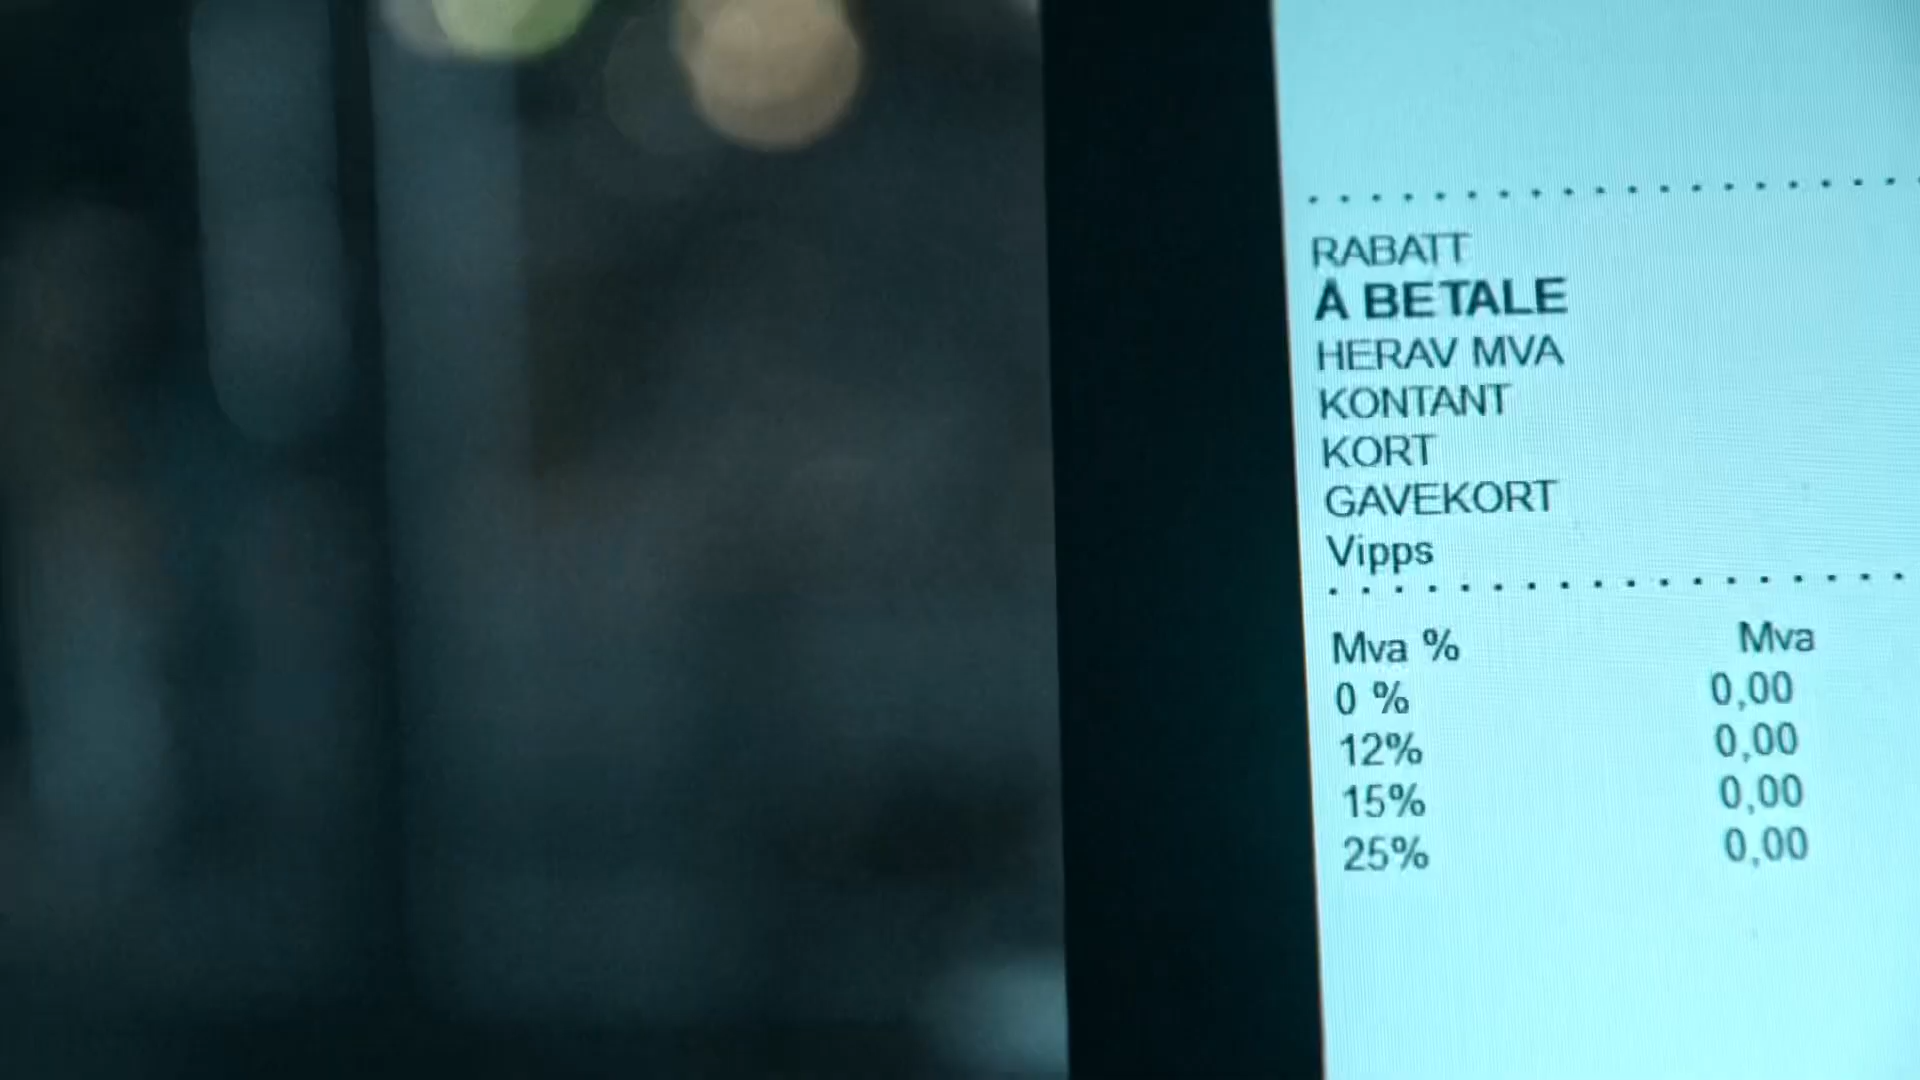 RABATT
Å BETALE
HERAV MVA
KONTANT
KORT
GAVEKORT
Vipps
Mva % Mva
0 % 0,00
12% 0,00
15% 0,00
25% 0,00